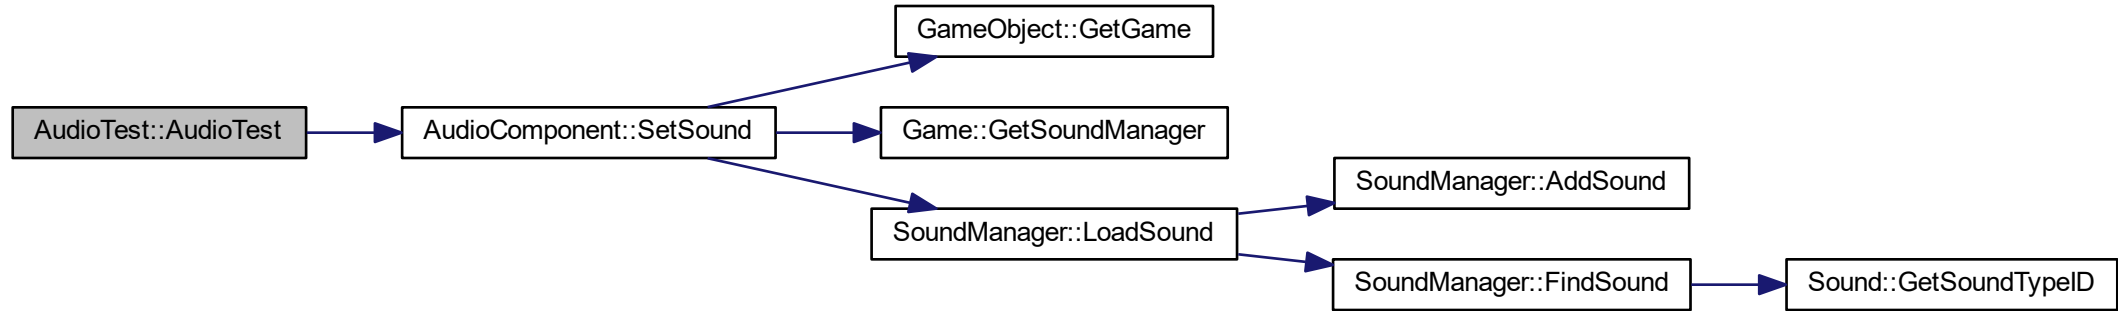 GameObject::GetGame
AudioTest::AudioTest
AudioComponent::SetSound
Game::GetSoundManager
SoundManager::AddSound
SoundManager::LoadSound
SoundManager::FindSound
Sound::GetSoundTypeID